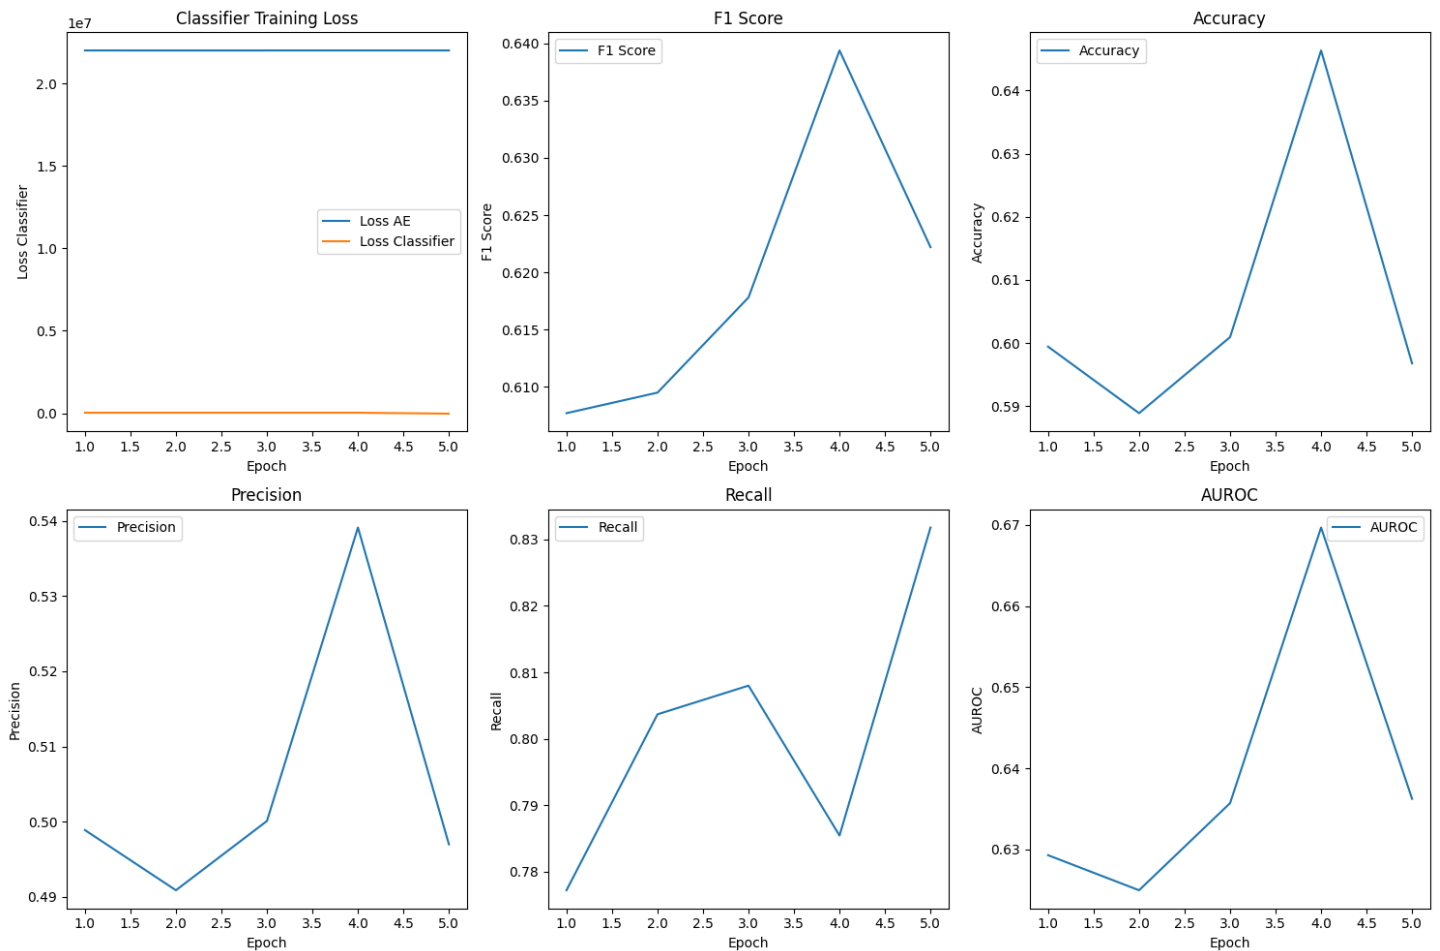 Classifier Training Loss
1e7
2.0
1.5
1.0
0.5
0.0
Loss Classifier
Loss AE
Loss Classifier
1.0 1.5 2.0 2.5 3.0 3.5 4.0 4.5 5.0
Epoch
F1 Score
0.640
0.635
0.630
0.625
0.620
0.615
0.610
F1 Score
F1 Score
1.0 1.5 2.0 2.5 3.0 3.5 4.0 4.5 5.0
Epoch
Accuracy
0.64
0.63
0.62
0.61
0.60
0.59
Accuracy
Accuracy
1.0 1.5 2.0 2.5 3.0 3.5 4.0 4.5 5.0
Epoch
Precision
0.54
0.53
0.52
0.51
0.50
0.49
Precision
Precision
1.0 1.5 2.0 2.5 3.0 3.5 4.0 4.5 5.0
Epoch
Recall
0.83
0.82
0.81
0.80
0.79
0.78
Recall
Recall
1.0 1.5 2.0 2.5 3.0 3.5 4.0 4.5 5.0
Epoch
AUROC
0.67
0.66
0.65
0.64
0.63
AUROC
AUROC
1.0 1.5 2.0 2.5 3.0 3.5 4.0 4.5 5.0
Epoch